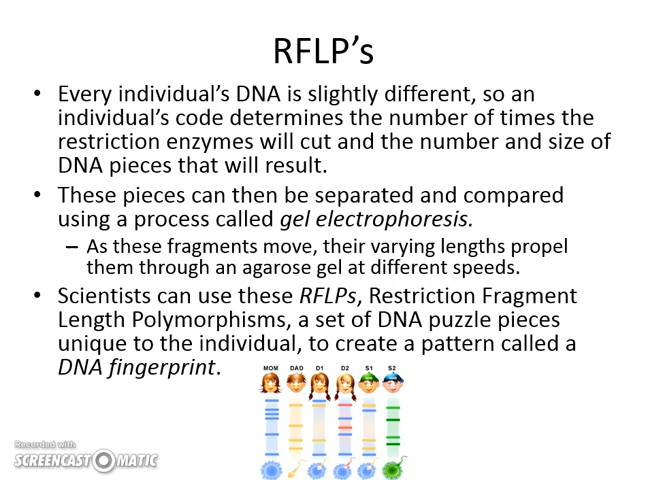 RFLP’s
• Every individual’s DNA is slightly different, so an
individual’s code determines the number of times the
restriction enzymes will cut and the number and size of
DNA pieces that will result.
• These pieces can then be separated and compared
using a process called gel electrophoresis.
– As these fragments move, their varying lengths propel
them through an agarose gel at different speeds.
• Scientists can use these RFLPs, Restriction Fragment
Length Polymorphisms, a set of DNA puzzle pieces
unique to the individual, to create a pattern called a
DNA fingerprint.
MOM DAD D1 D2 S1 S2
Recorded with
SCREENCAST-O-MATIC